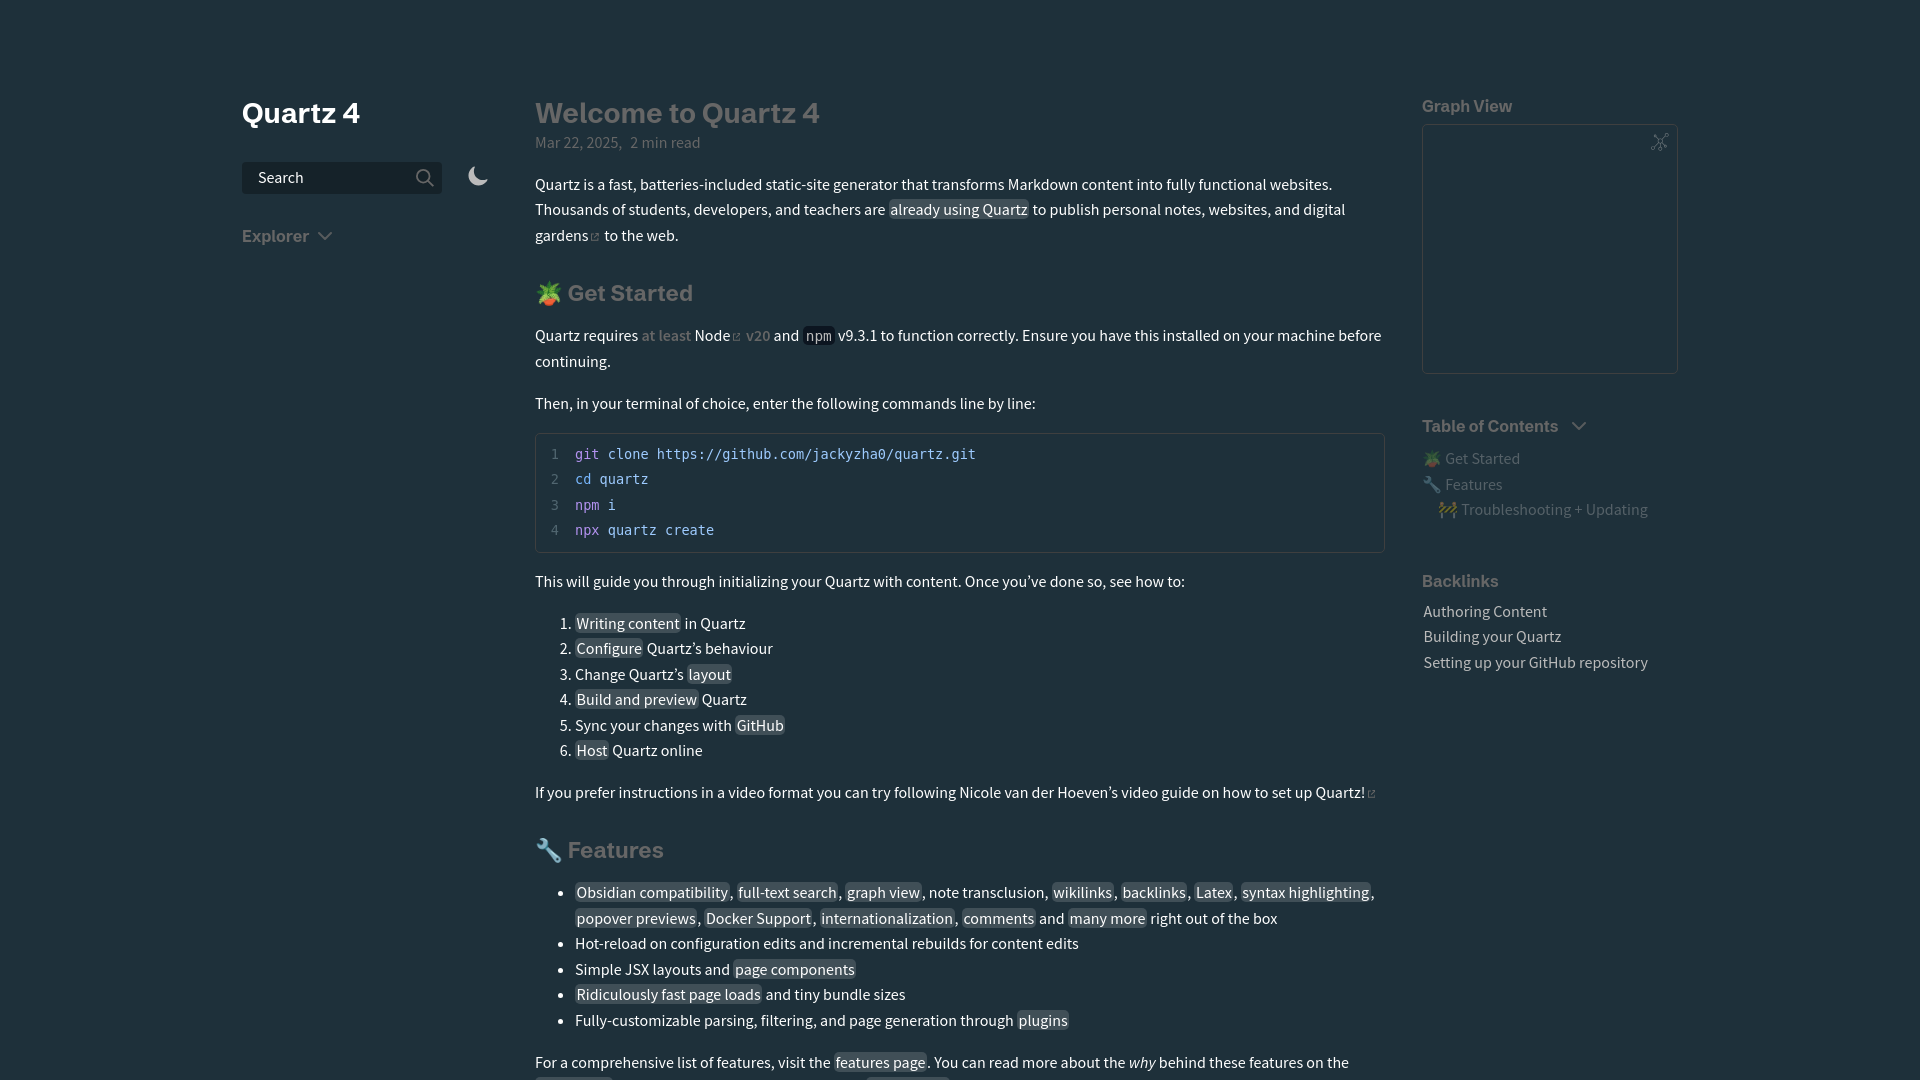 Quartz 4
Search
Explorer
Welcome to Quartz 4
Mar 22, 2025, 2 min read
Quartz is a fast, batteries-included static-site generator that transforms Markdown content into fully functional websites.
Thousands of students, developers, and teachers are already using Quartz to publish personal notes, websites, and digital
gardens to the web.
🪴 Get Started
Quartz requires at least Node v20 and npm v9.3.1 to function correctly. Ensure you have this installed on your machine before
continuing.
Then, in your terminal of choice, enter the following commands line by line:
1 git clone https://github.com/jackyzha0/quartz.git
2 cd quartz
3 npm i
4 npx quartz create
This will guide you through initializing your Quartz with content. Once you’ve done so, see how to:
1. Writing content in Quartz
2. Configure Quartz’s behaviour
3. Change Quartz’s layout
4. Build and preview Quartz
5. Sync your changes with GitHub
6. Host Quartz online
If you prefer instructions in a video format you can try following Nicole van der Hoeven’s video guide on how to set up Quartz!
🔧 Features
• Obsidian compatibility, full-text search, graph view, note transclusion, wikilinks, backlinks, Latex, syntax highlighting,
popover previews, Docker Support, internationalization, comments and many more right out of the box
• Hot-reload on configuration edits and incremental rebuilds for content edits
• Simple JSX layouts and page components
• Ridiculously fast page loads and tiny bundle sizes
• Fully-customizable parsing, filtering, and page generation through plugins
For a comprehensive list of features, visit the features page. You can read more about the why behind these features on the
Graph View
Table of Contents
🪴 Get Started
🔧 Features
🚧 Troubleshooting + Updating
Backlinks
Authoring Content
Building your Quartz
Setting up your GitHub repository